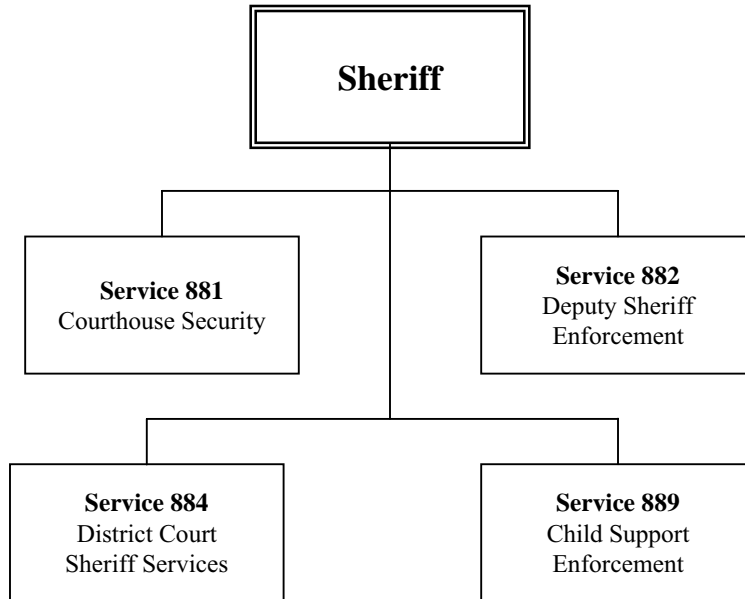 Sheriff
Service 881
Courthouse Security
Service 882
Deputy Sheriff
Enforcement
Service 884
District Court
Sheriff Services
Service 889
Child Support
Enforcement